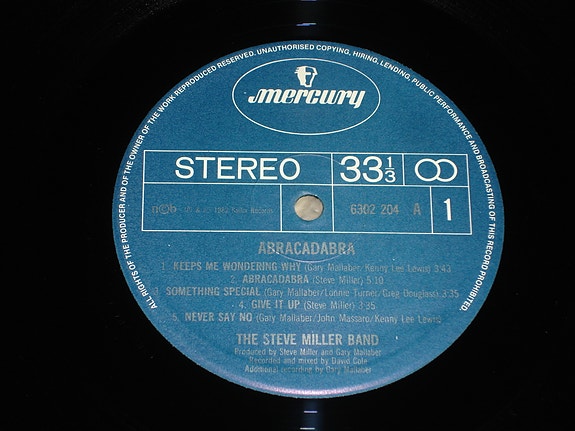 ALL RIGHTS OF THE PRODUCER AND OF THE OWNER OF THE WORK REPRODUCED RESERVED. UNAUTHORISED COPYING, HIRING, LENDING, PUBLIC PERFORMANCE AND BROADCASTING OF THIS RECORD PROHIBITED.
mercury
STEREO 33 1/3
6302 204 A 1
ABRACADABRA
1. KEEPS ME WONDERING WHY (Gary Mallaber/Kenny Lee Lewis) 3:43
2. ABRACADABRA (Steve Miller) 5:10
3. SOMETHING SPECIAL (Gary Mallaber/Lonnie Turner/Greg Douglass) 3:35
4. GIVE IT UP (Steve Miller) 3:35
5. NEVER SAY NO (Gary Mallaber/John Massaro/Kenny Lee Lewis)
THE STEVE MILLER BAND
Produced by Steve Miller and Gary Mallaber
Recorded and mixed by David Cole
Additional recording by Gary Mallaber